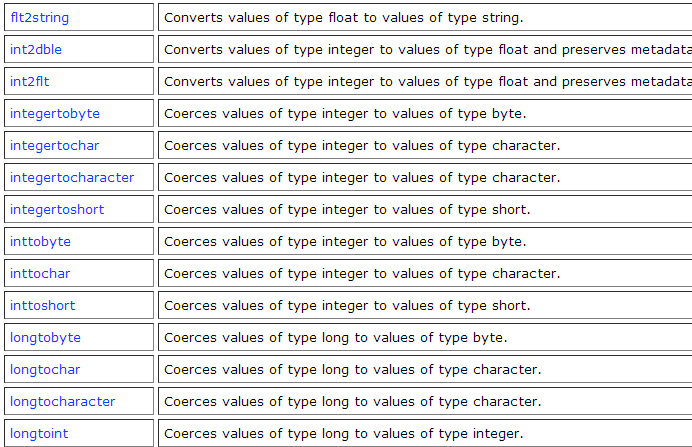 flt2string Converts values of type float to values of type string.
int2dble Converts values of type integer to values of type float and preserves metadata
int2flt Converts values of type integer to values of type float and preserves metadata
integertobyte Coerces values of type integer to values of type byte.
integertochar Coerces values of type integer to values of type character.
integertocharacter Coerces values of type integer to values of type character.
integertoshort Coerces values of type integer to values of type short.
inttobyte Coerces values of type integer to values of type byte.
inttochar Coerces values of type integer to values of type character.
inttoshort Coerces values of type integer to values of type short.
longtobyte Coerces values of type long to values of type byte.
longtochar Coerces values of type long to values of type character.
longtocharacter Coerces values of type long to values of type character.
longtoint Coerces values of type long to values of type integer.